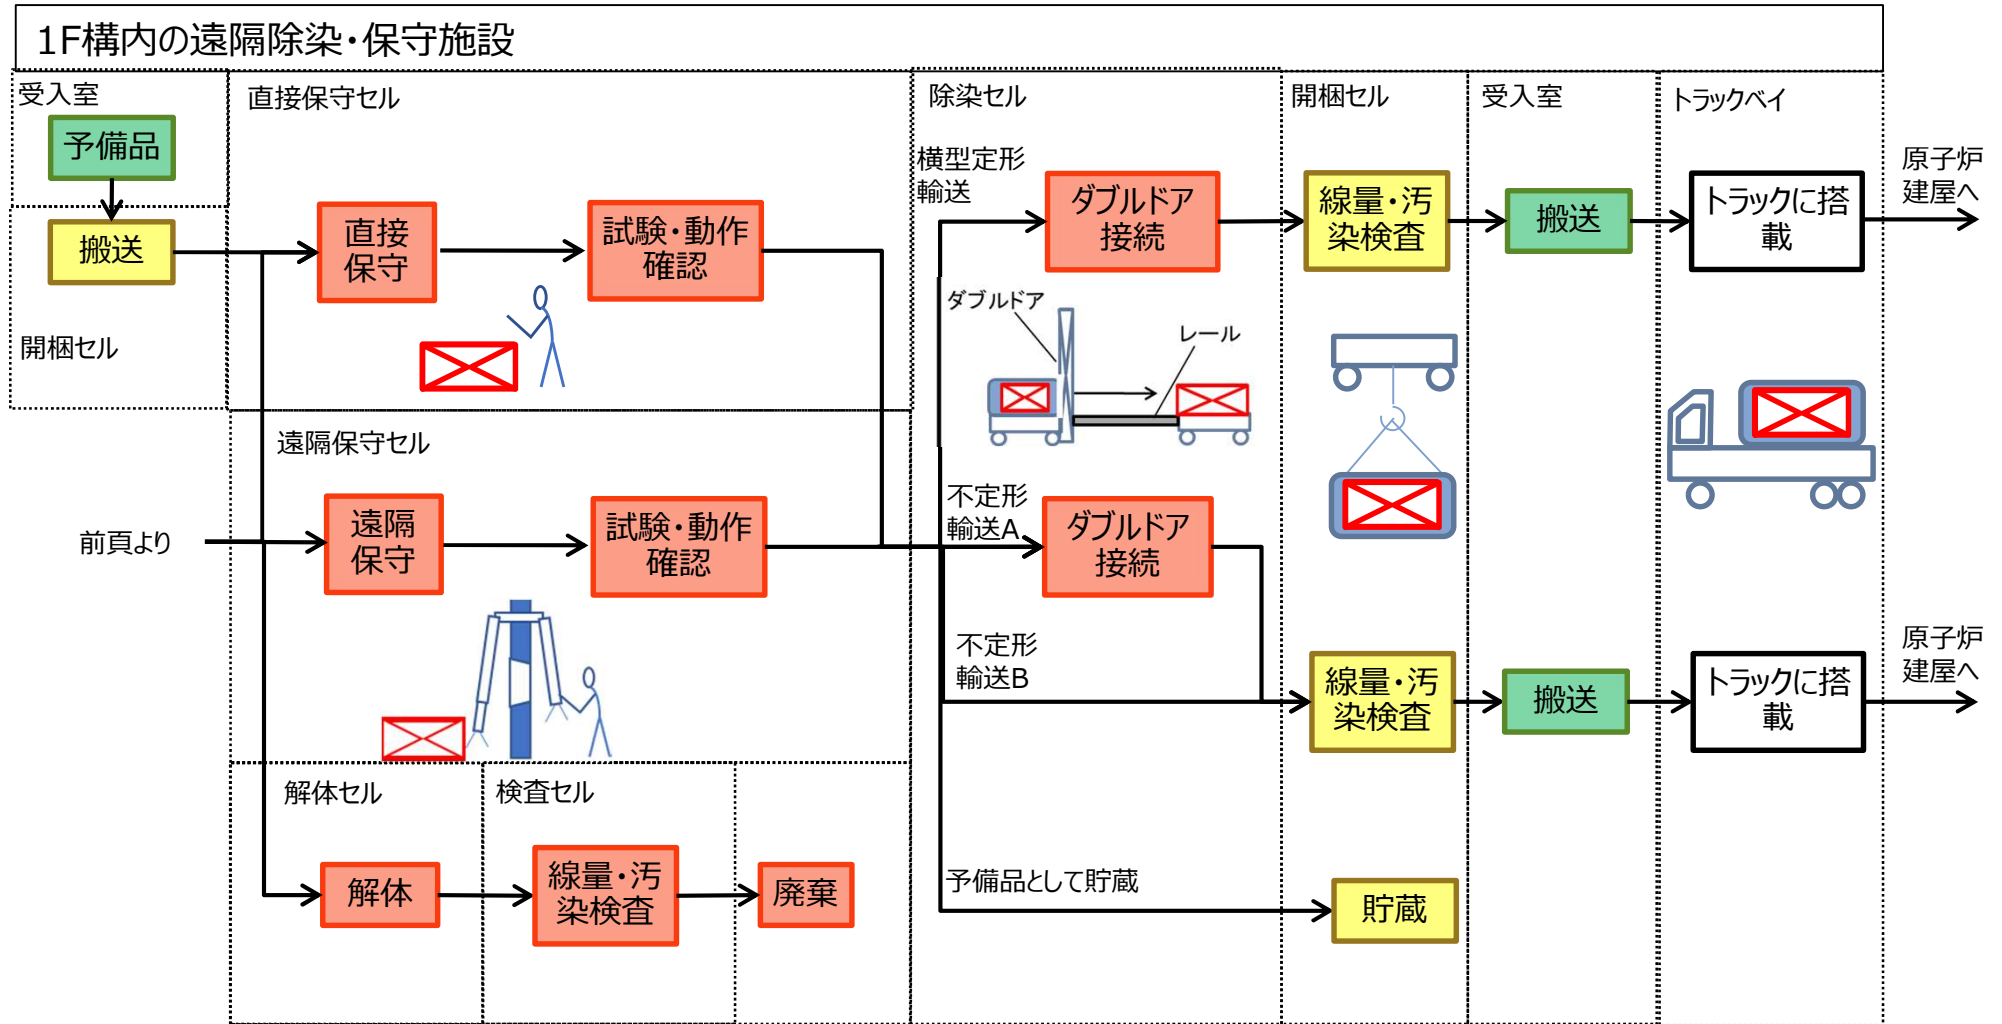 1F構内の遠隔除染・保守施設
受入室
予備品
搬送
開梱セル
直接保守セル
直接
保守
試験・動作
確認
遠隔保守セル
前頁より
遠隔
保守
試験・動作
確認
解体セル
解体
検査セル
線量・汚
染検査
廃棄
除染セル
横型定形
輸送
ダブルドア
接続
ダブルドア
レール
不定形
輸送A
ダブルドア
接続
不定形
輸送B
予備品として貯蔵
開梱セル
線量・汚
染検査
線量・汚
染検査
貯蔵
受入室
搬送
搬送
トラックベイ
トラックに搭
載
トラックに搭
載
原子炉
建屋へ
原子炉
建屋へ